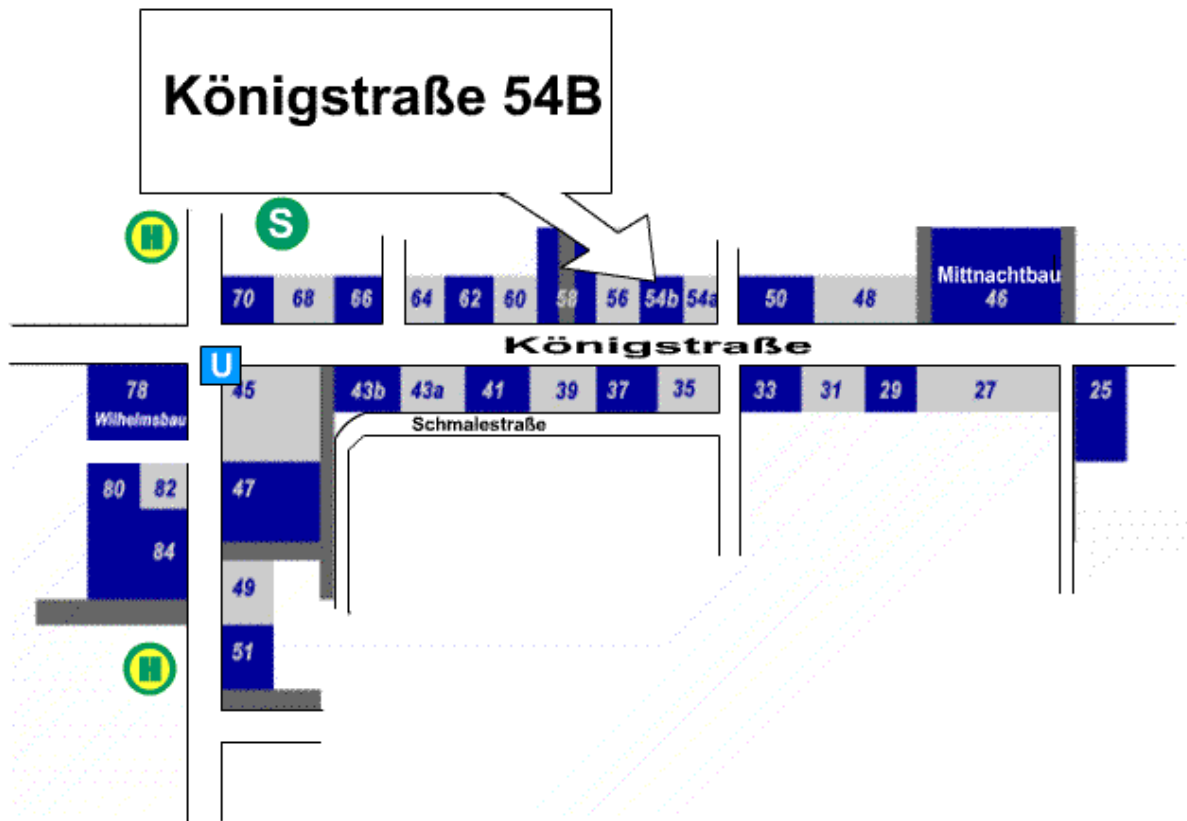 Königstraße 54B
H
S
70 68 66 64 62 60 58 56 54b 54a 50 48 Mittnachtbau
46
Königstraße
U
78
Wilhelmsbau
45 43b 43a 41 39 37 35 33 31 29 27 25
Schmalestraße
80 82 47
84
49
51
H